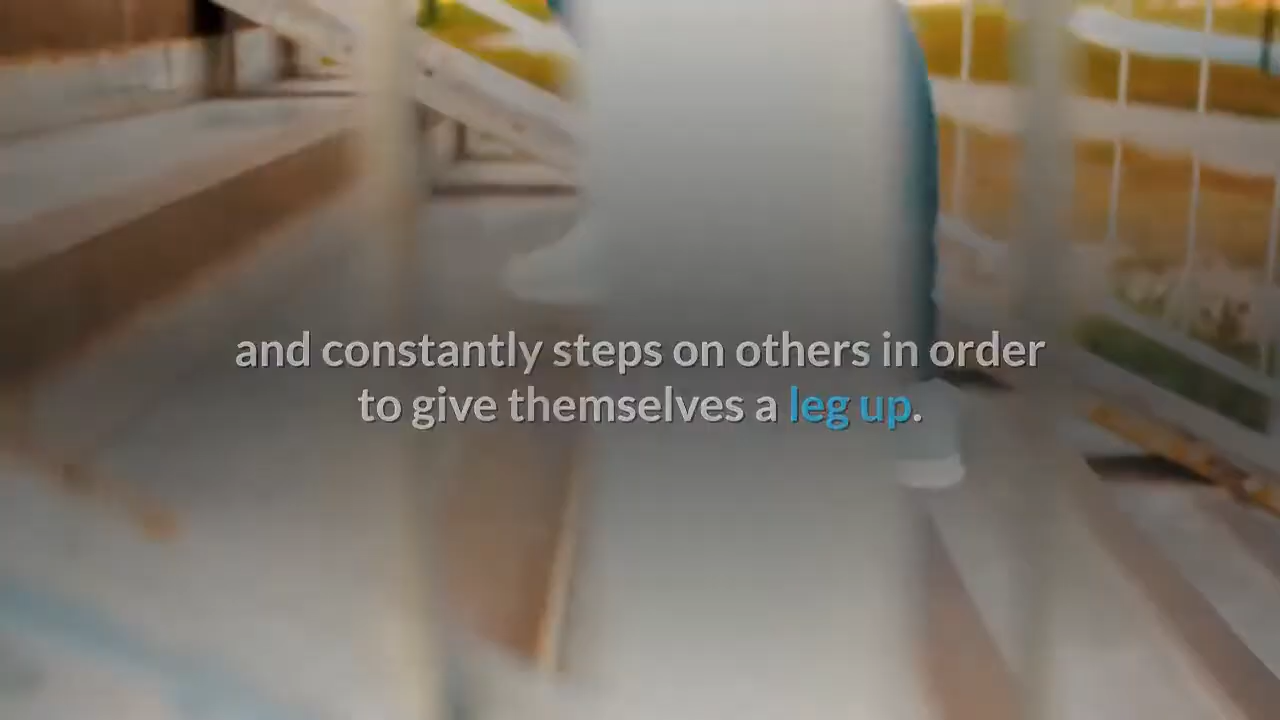 and constantly steps on others in order
to give themselves a leg up.